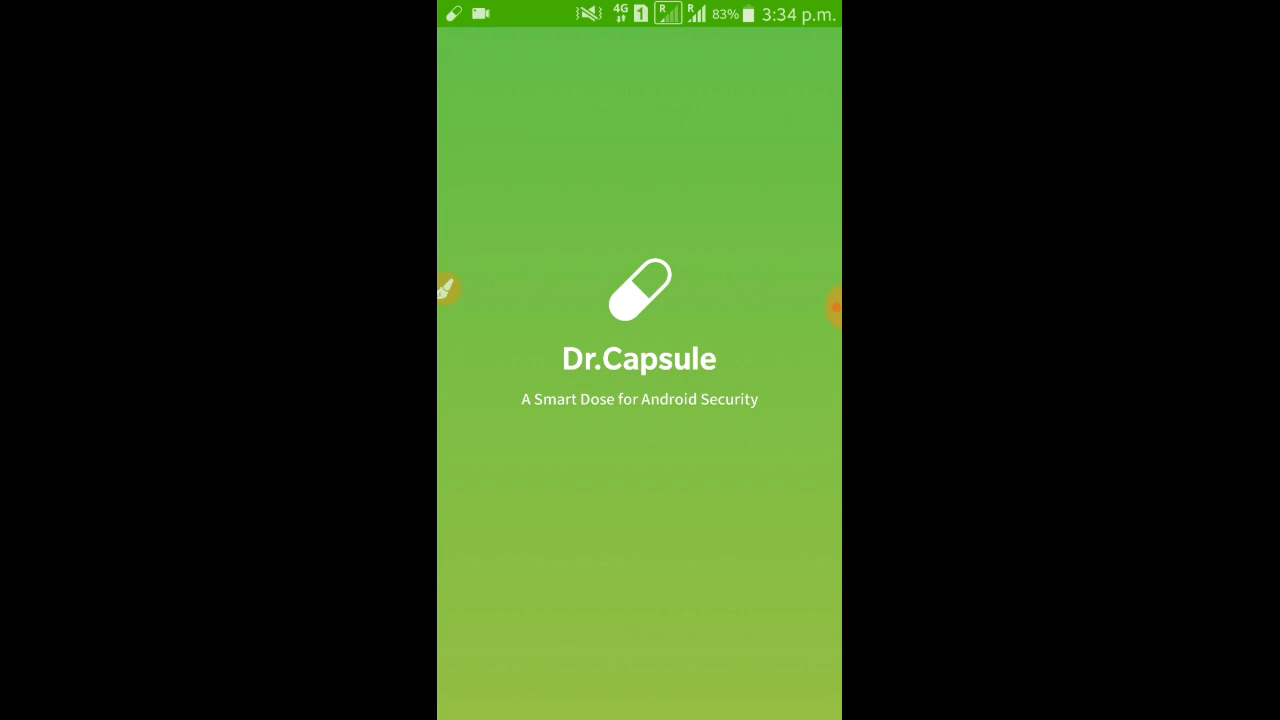 4G 1 R R 83% 3:34 p.m.
Dr.Capsule
A Smart Dose for Android Security